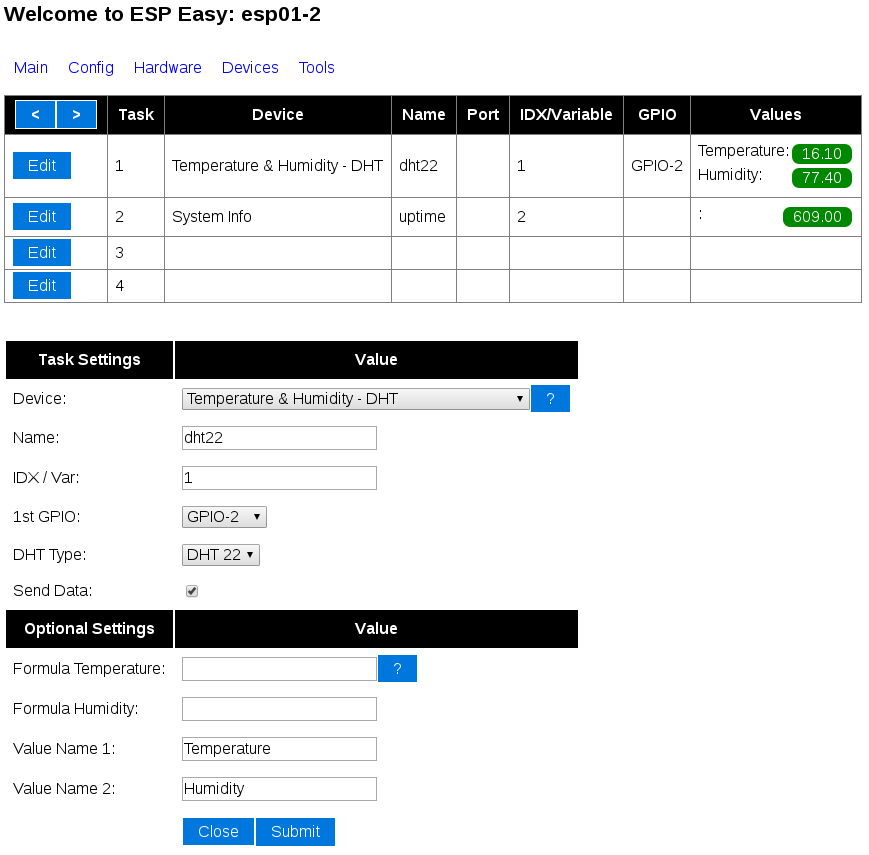 Welcome to ESP Easy: esp01-2
Main Config Hardware Devices Tools
< > Task Device Name Port IDX/Variable GPIO Values
Edit 1 Temperature & Humidity - DHT dht22 1 GPIO-2 Temperature: 16.10
Humidity: 77.40
Edit 2 System Info uptime 2 : 609.00
Edit 3
Edit 4
Task Settings Value
Device: Temperature & Humidity - DHT ?
Name: dht22
IDX / Var: 1
1st GPIO: GPIO-2
DHT Type: DHT 22
Send Data:
Optional Settings Value
Formula Temperature: ?
Formula Humidity:
Value Name 1: Temperature
Value Name 2: Humidity
Close Submit